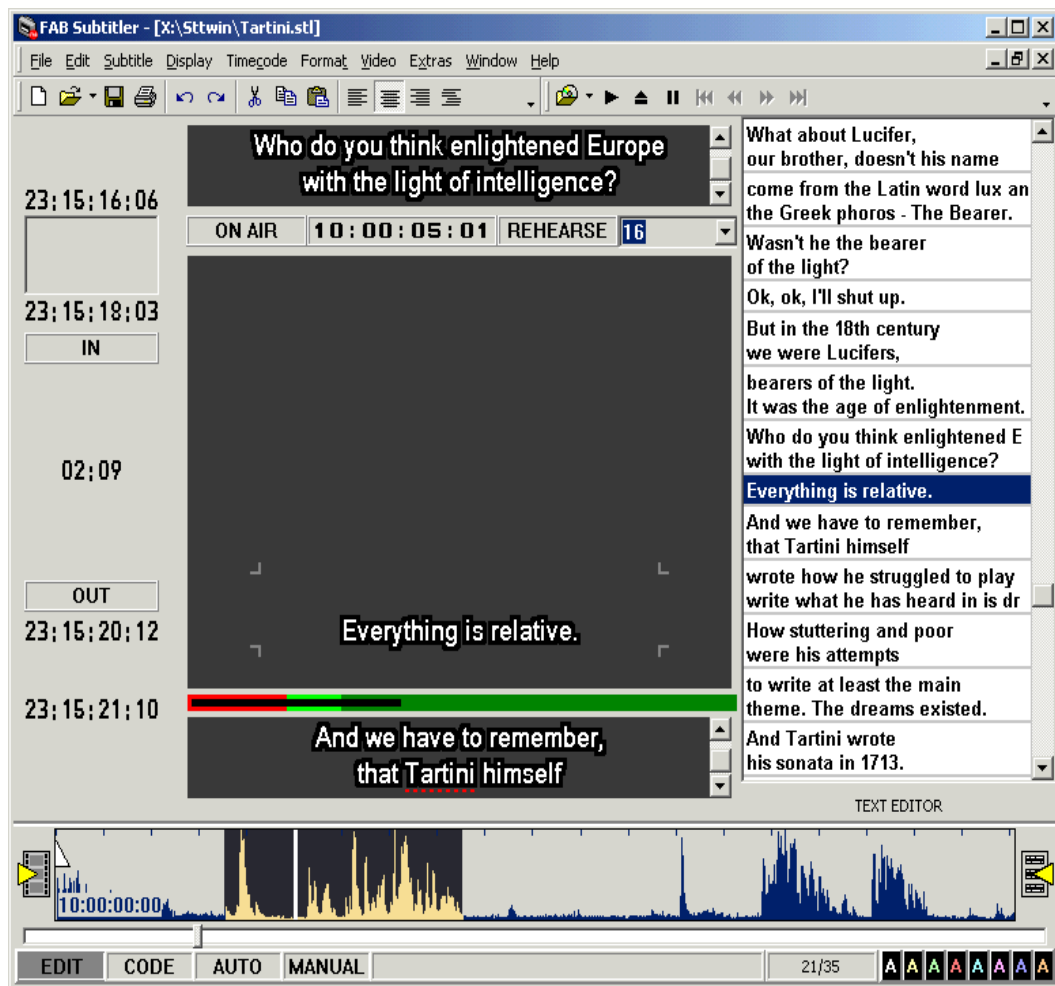 FAB Subtitler - [X:\Sttwin\Tartini.stl]
File Edit Subtitle Display Timecode Format Video Extras Window Help
Who do you think enlightened Europe
with the light of intelligence?
23:15:16:06
ON AIR 10:00:05:01 REHEARSE 16
23:15:18:03
IN
02:09
OUT
23:15:20:12
Everything is relative.
23:15:21:10
And we have to remember,
that Tartini himself
What about Lucifer,
our brother, doesn't his name
come from the Latin word lux an
the Greek phoros - The Bearer.
Wasn't he the bearer
of the light?
Ok, ok, I'll shut up.
But in the 18th century
we were Lucifers,
bearers of the light.
It was the age of enlightenment.
Who do you think enlightened E
with the light of intelligence?
Everything is relative.
And we have to remember,
that Tartini himself
wrote how he struggled to play
write what he has heard in is dr
How stuttering and poor
were his attempts
to write at least the main
theme. The dreams existed.
And Tartini wrote
his sonata in 1713.
TEXT EDITOR
10:00:00:00
EDIT CODE AUTO MANUAL 21/35 A A A A A A A A